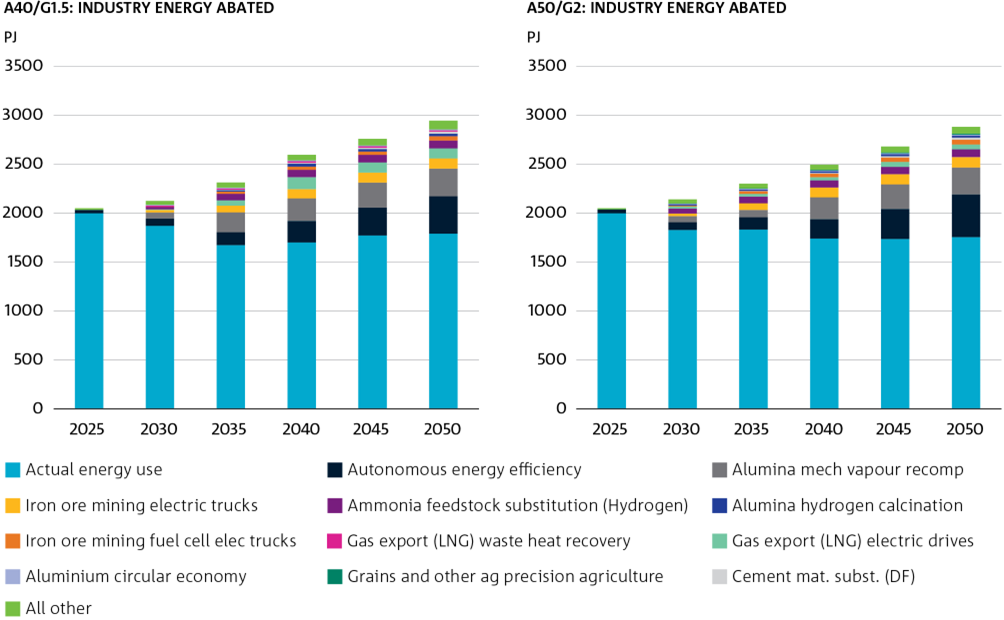 A40/G1.5: INDUSTRY ENERGY ABATED
PJ
3500
3000
2500
2000
1500
1000
500
0
2025 2030 2035 2040 2045 2050
A50/G2: INDUSTRY ENERGY ABATED
PJ
3500
3000
2500
2000
1500
1000
500
0
2025 2030 2035 2040 2045 2050
Actual energy use
Autonomous energy efficiency
Alumina mech vapour recomp
Iron ore mining electric trucks
Ammonia feedstock substitution (Hydrogen)
Alumina hydrogen calcination
Iron ore mining fuel cell elec trucks
Gas export (LNG) waste heat recovery
Gas export (LNG) electric drives
Aluminium circular economy
Grains and other ag precision agriculture
Cement mat. subst. (DF)
All other